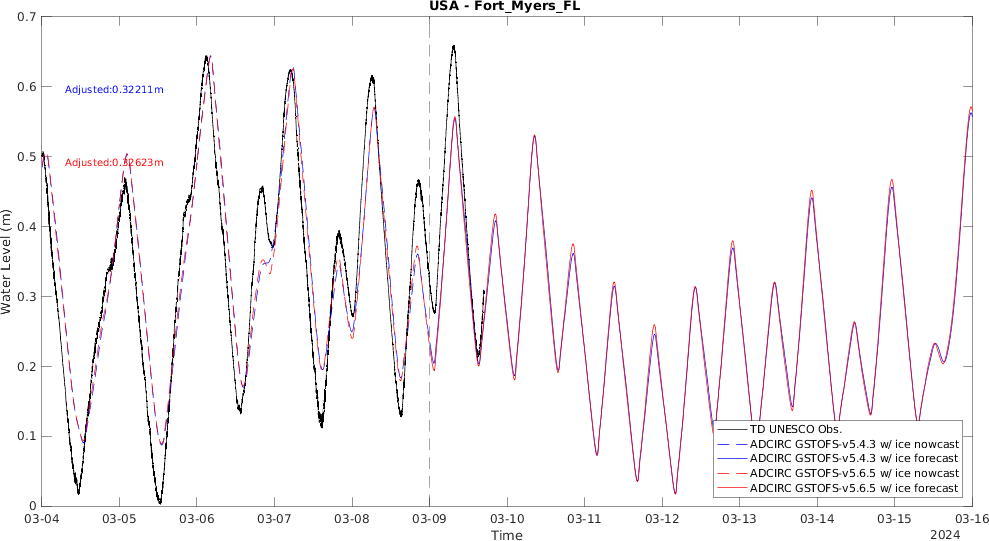 USA - Fort_Myers_FL
0.7
0.6
0.5
0.4
0.3
0.2
0.1
0
Water Level (m)
Adjusted:0.32211m
Adjusted:0.32623m
TD UNESCO Obs.
ADCIRC GSTOFS-v5.4.3 w/ ice nowcast
ADCIRC GSTOFS-v5.4.3 w/ ice forecast
ADCIRC GSTOFS-v5.6.5 w/ ice nowcast
ADCIRC GSTOFS-v5.6.5 w/ ice forecast
03-04 03-05 03-06 03-07 03-08 03-09 03-10 03-11 03-12 03-13 03-14 03-15 03-16
Time
2024